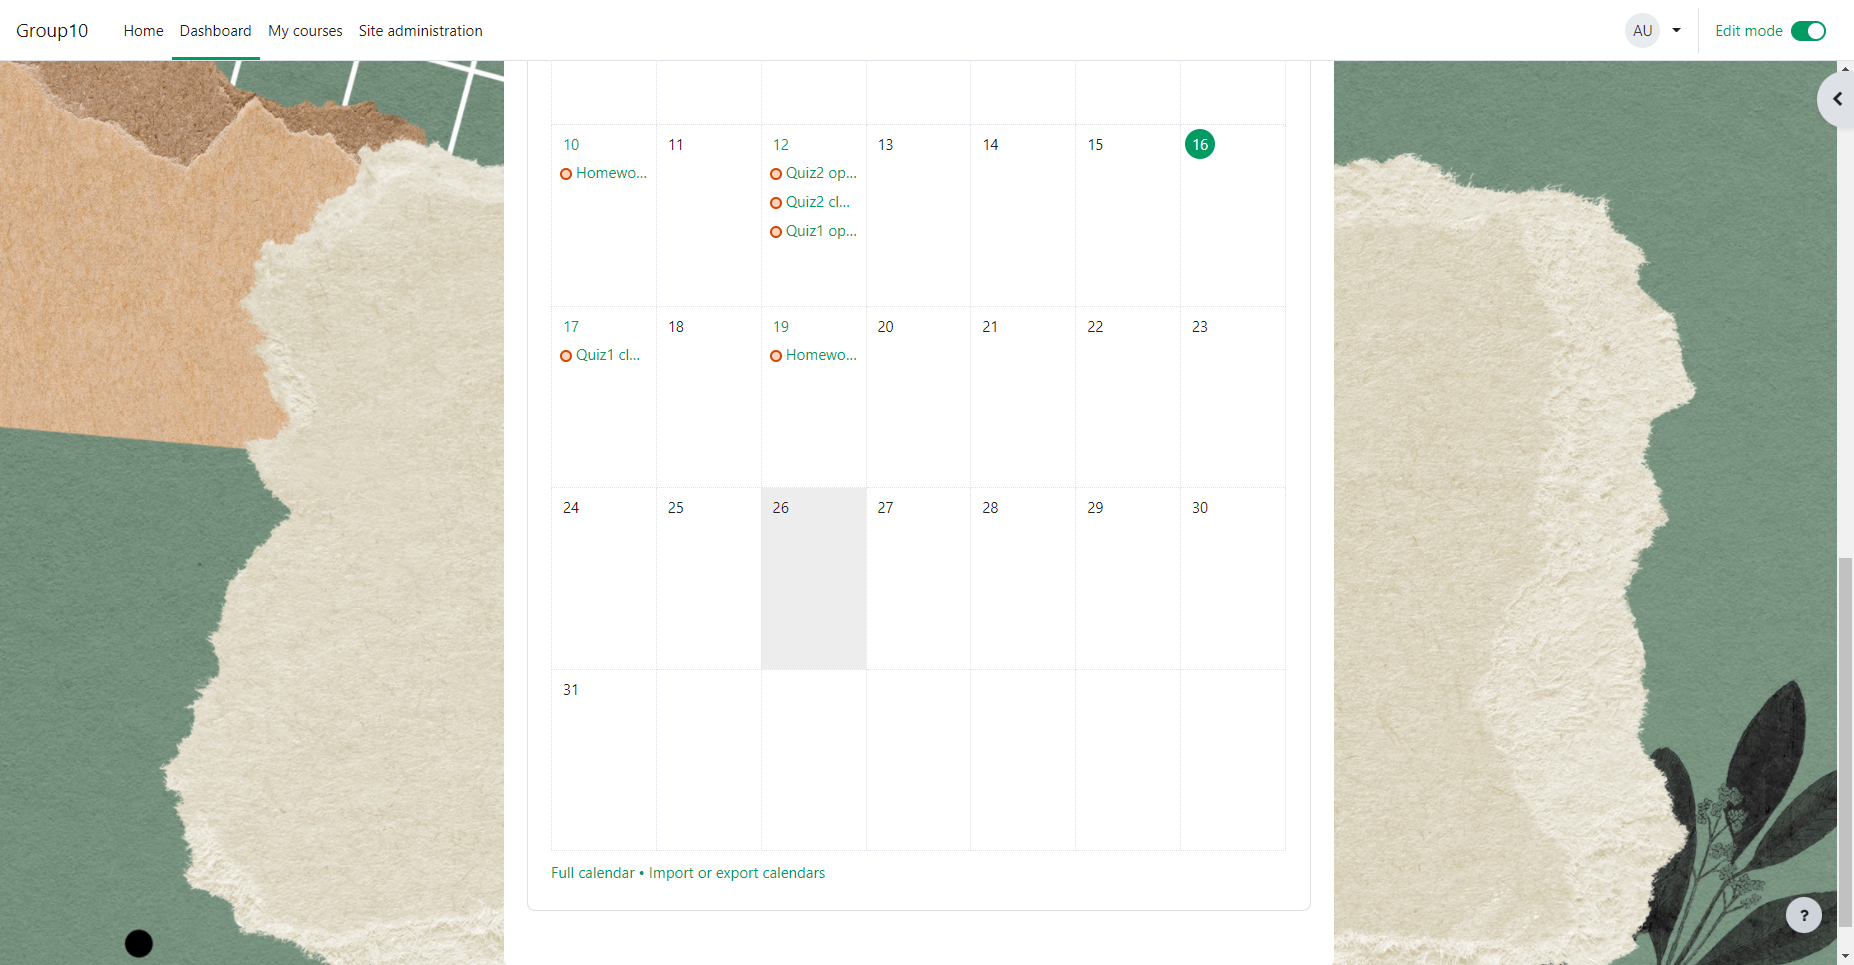 Group10 Home Dashboard My courses Site administration AU Edit mode
10 11 12 13 14 15 16
Homewo... Quiz2 op...
Quiz2 cl...
Quiz1 op...
17 18 19 20 21 22 23
Quiz1 cl... Homewo...
24 25 26 27 28 29 30
31
Full calendar • Import or export calendars
?